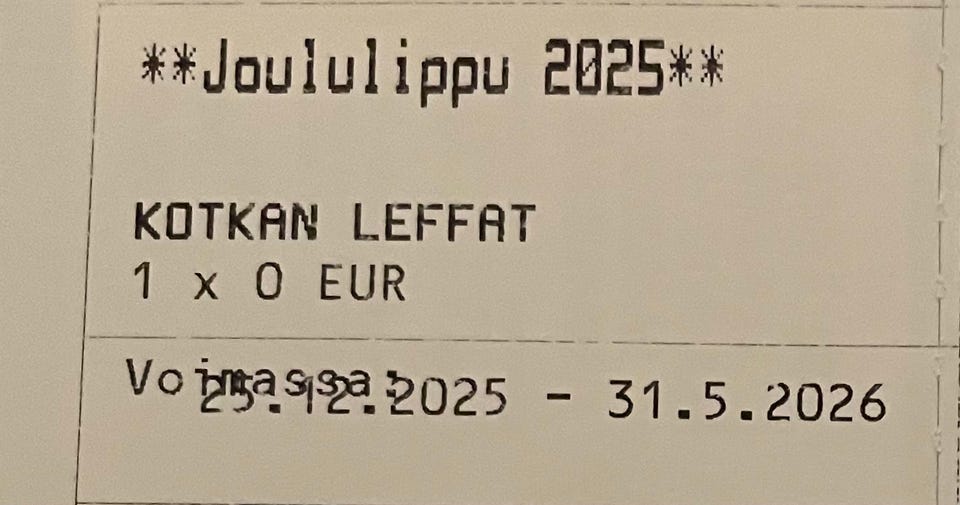 **Joululippu 2025**
KOTKAN LEFFAT
1 x 0 EUR
Voimassa: 25.12.2025 - 31.5.2026